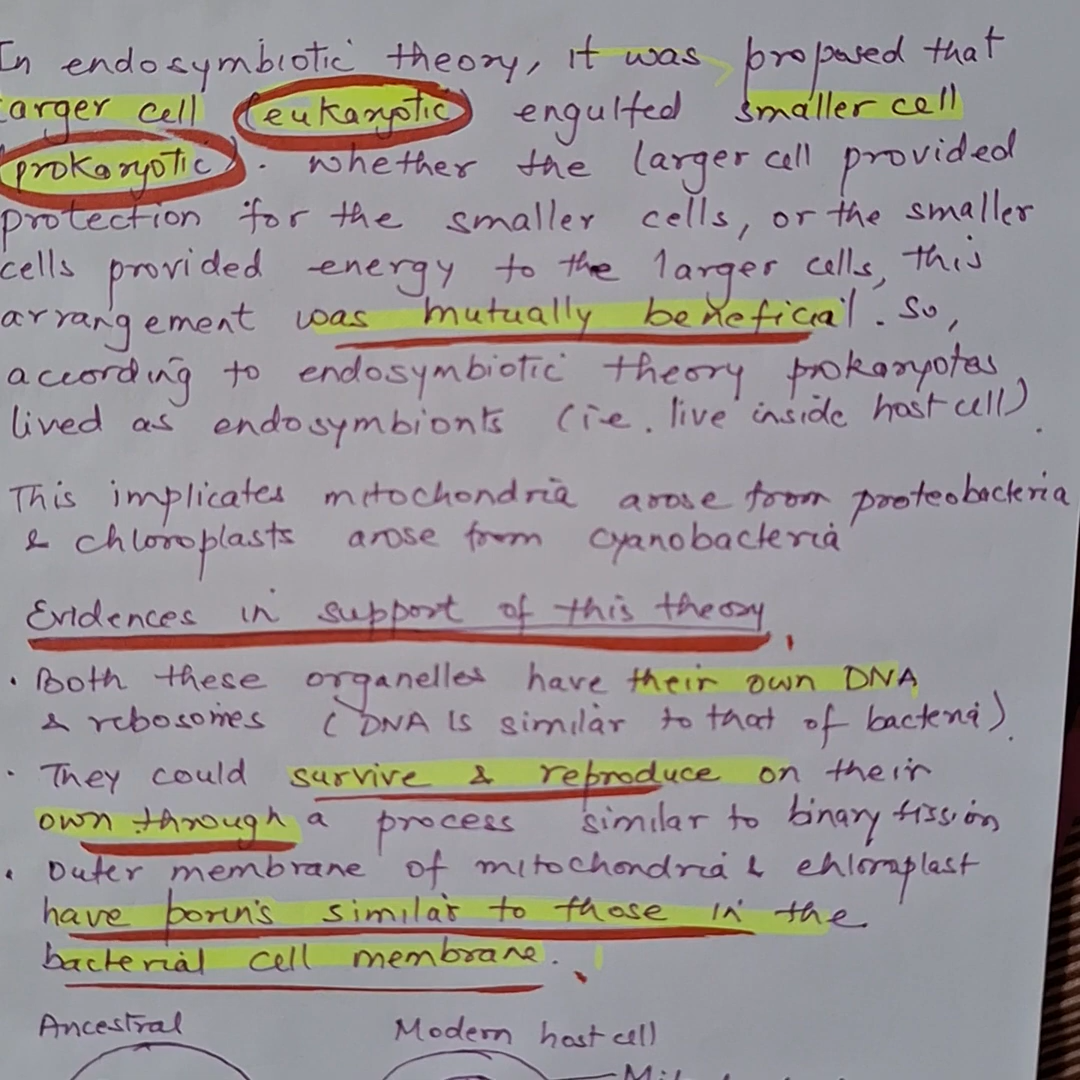 In endosymbiotic theory, it was proposed that
larger cell (eukaryotic) engulfed smaller cell
(prokaryotic). whether the larger cell provided
protection for the smaller cells, or the smaller
cells provided energy to the larger cells, this
arrangement was mutually beneficial. So,
according to endosymbiotic theory prokaryotes
lived as endosymbionts (i.e. live inside host cell).
This implicates mitochondria arose from proteobacteria
& chloroplasts arose from cyanobacteria
Evidences in support of this theory
• Both these organelles have their own DNA
& rebosomes (DNA is similar to that of bacteria).
• They could survive & reproduce on their
own through a process similar to binary fission
• Outer membrane of mitochondria & chloroplast
have porin's similar to those in the
bacterial cell membrane.
Ancestral Modern host cell